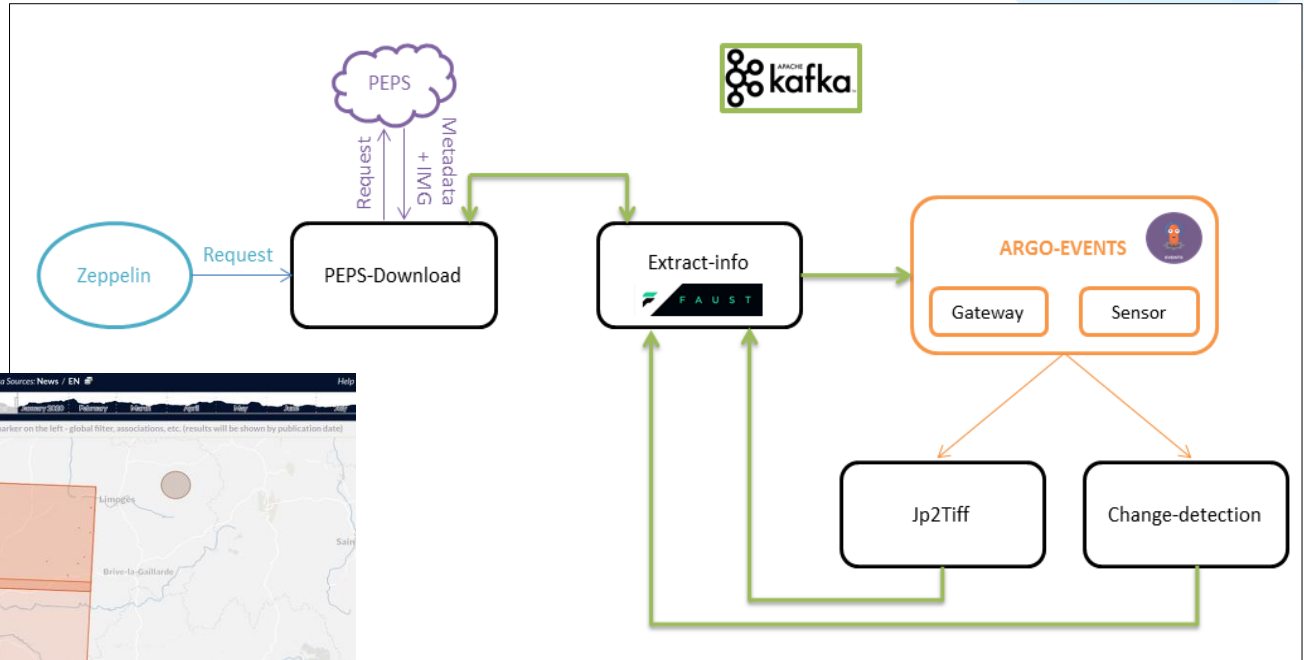 PEPS
APACHE
kafka
Request
Metadata
+ IMG
Zeppelin
Request
PEPS-Download
Extract-info
FAUST
ARGO-EVENTS
EVENTS
Gateway
Sensor
Jp2Tiff
Change-detection
a Sources: News / EN
Help
January 2020 February March April May June July
marker on the left - global filter, associations, etc. (results will be shown by publication date)
Limoges
Sain
Brive-la-Gaillarde